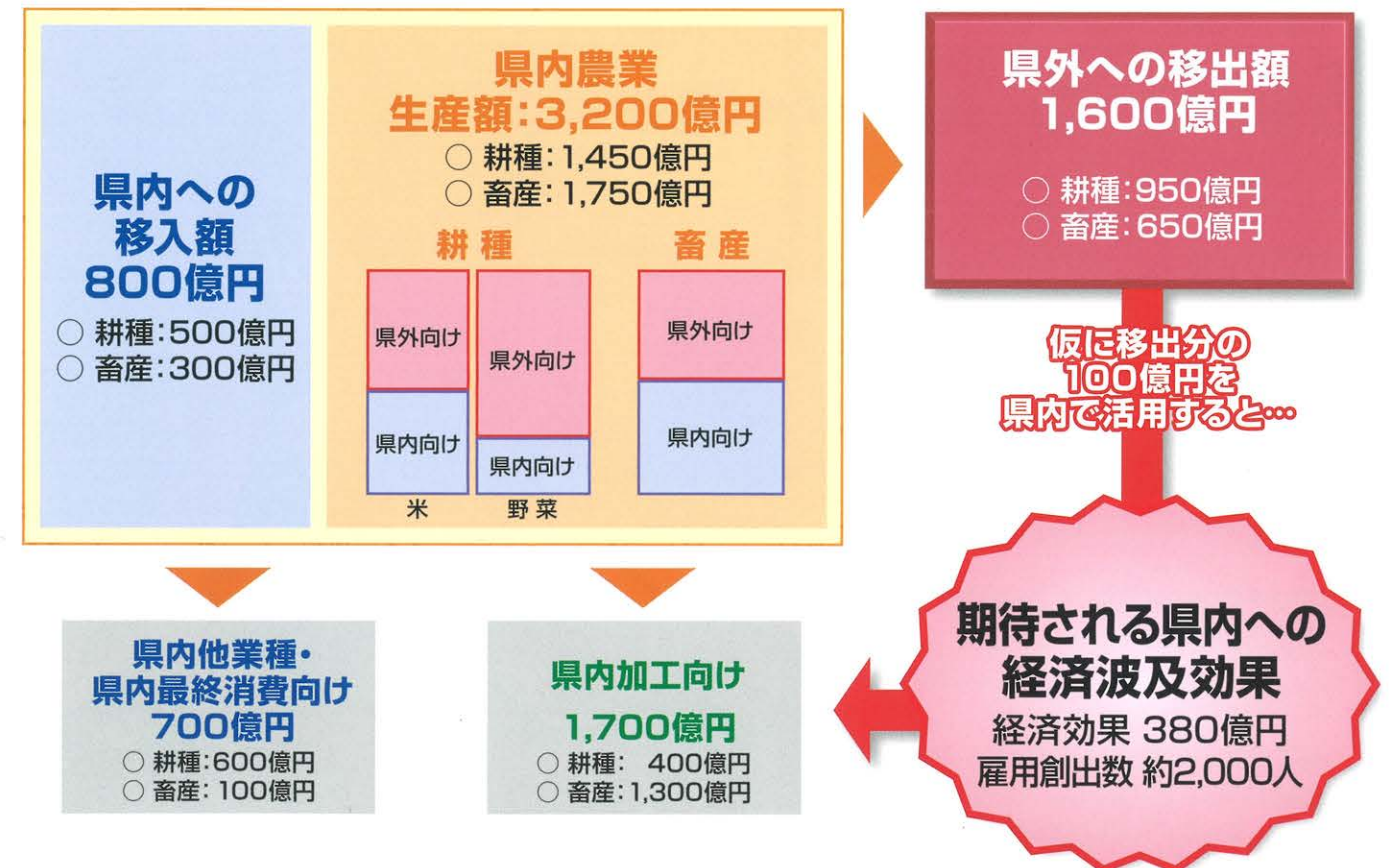 県内への
移入額
800億円
○ 耕種:500億円
○ 畜産:300億円
県内農業
生産額:3,200億円
○ 耕種:1,450億円
○ 畜産:1,750億円
耕種
畜産
県外向け
県内向け
米
県外向け
県内向け
野菜
県外向け
県内向け
県外への移出額
1,600億円
○ 耕種:950億円
○ 畜産:650億円
仮に移出分の
100億円を
県内で活用すると…
期待される県内への
経済波及効果
経済効果 380億円
雇用創出数 約2,000人
県内他業種・
県内最終消費向け
700億円
○ 耕種:600億円
○ 畜産:100億円
県内加工向け
1,700億円
○ 耕種: 400億円
○ 畜産:1,300億円